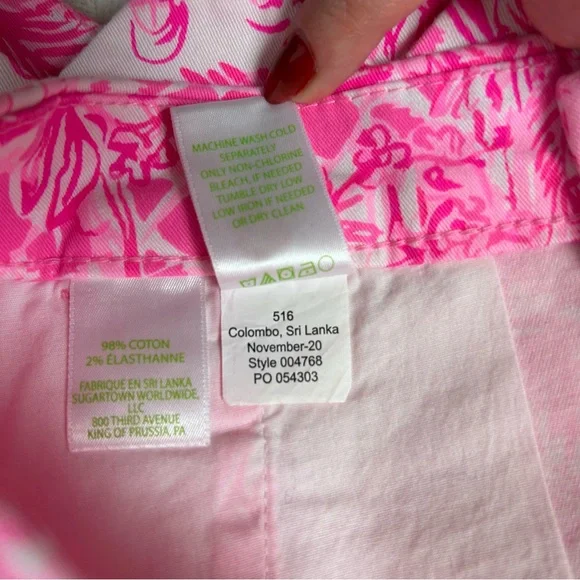 MACHINE WASH COLD
SEPARATELY
ONLY NON-CHLORINE
BLEACH, IF NEEDED
TUMBLE DRY LOW
LOW IRON IF NEEDED
OR DRY CLEAN
516
Colombo, Sri Lanka
November-20
Style 004768
PO 054303
98% COTON
2% ÉLASTHANNE
FABRIQUE EN SRI LANKA
SUGARTOWN WORLDWIDE,
LLC
800 THIRD AVENUE
KING OF PRUSSIA, PA